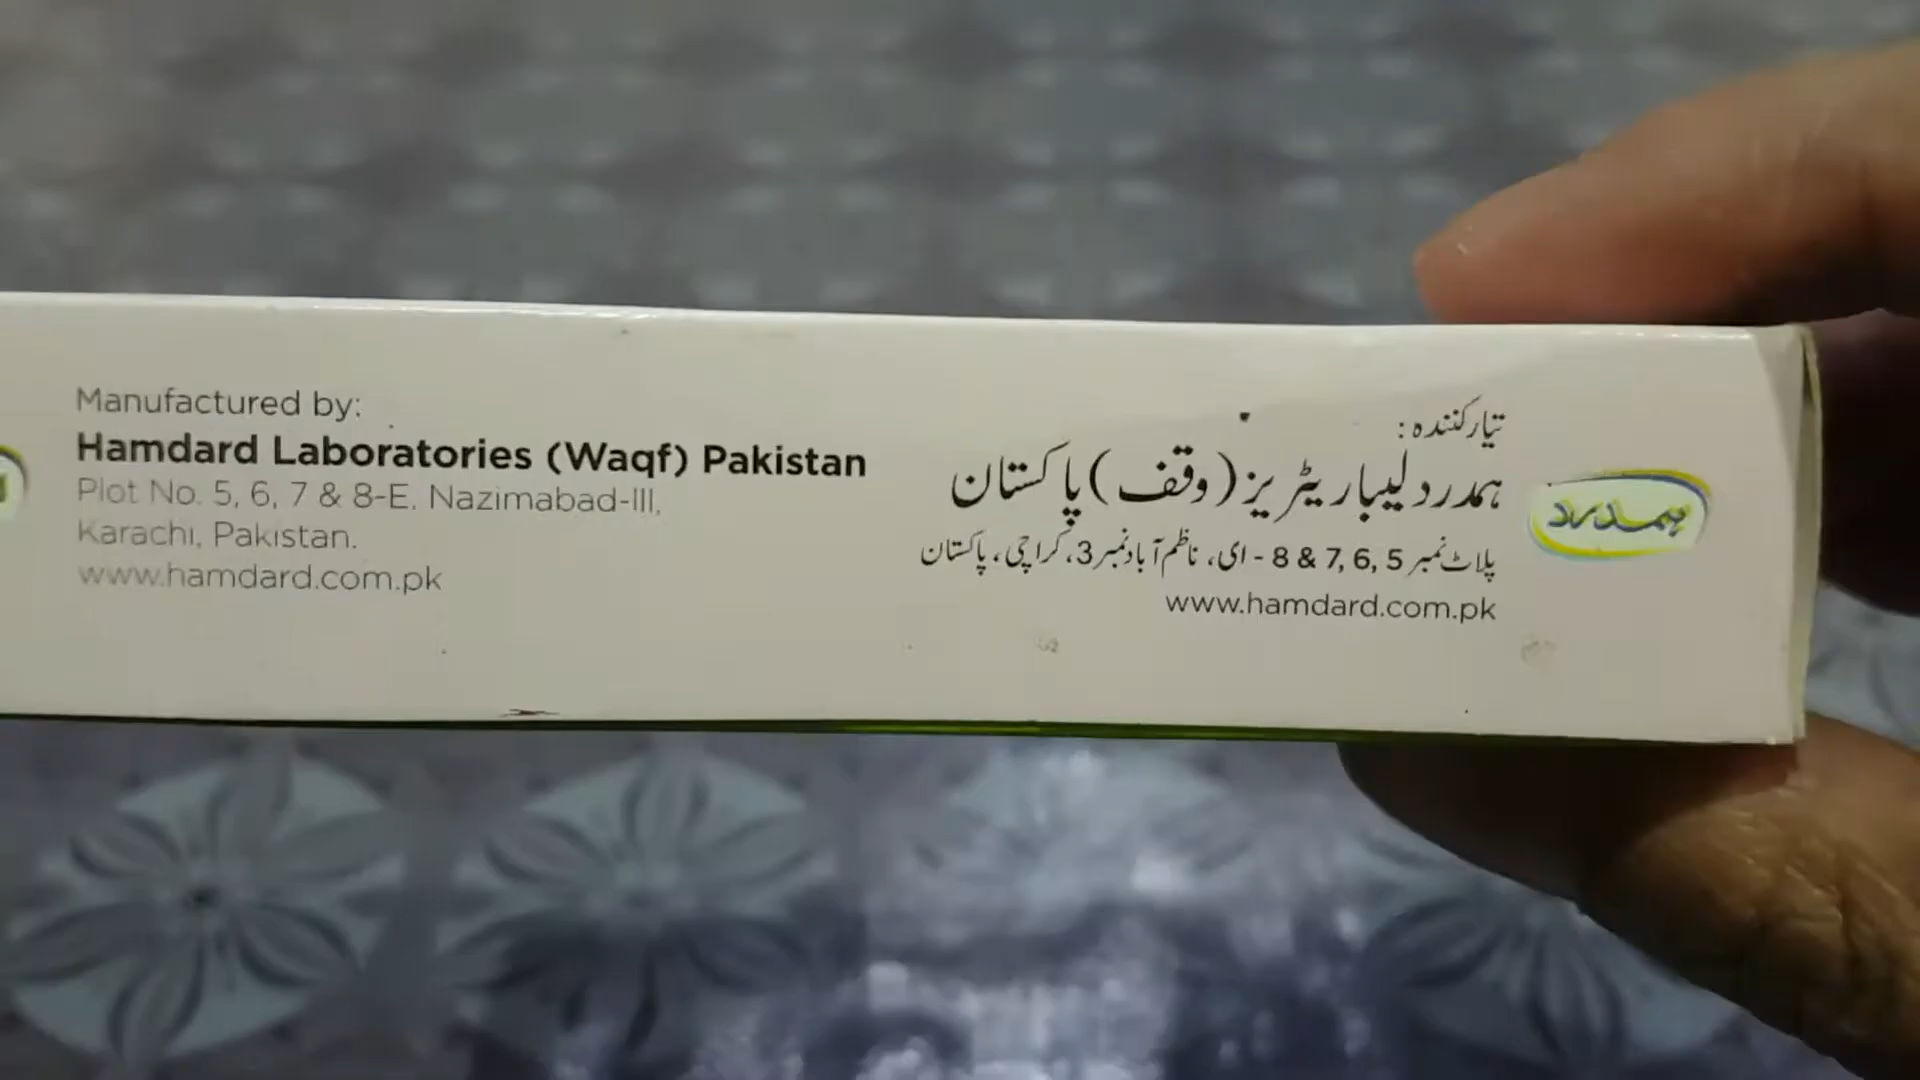 Manufactured by:
Hamdard Laboratories (Waqf) Pakistan
Plot No. 5, 6, 7 & 8-E, Nazimabad-III,
Karachi, Pakistan.
www.hamdard.com.pk
تیارکنندہ:
ہمدرد لیباریٹریز (وقف) پاکستان
پلاٹ نمبر 5 ,6 ,7 & 8 - ای، ناظم آباد نمبر 3، کراچی، پاکستان
www.hamdard.com.pk
ہمدرد